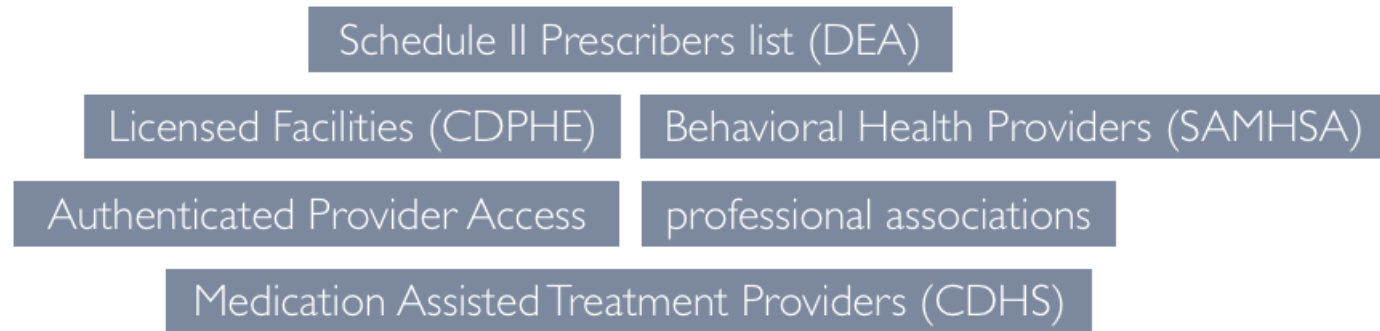 Schedule II Prescribers list (DEA)
Licensed Facilities (CDPHE)
Behavioral Health Providers (SAMHSA)
Authenticated Provider Access
professional associations
Medication Assisted Treatment Providers (CDHS)